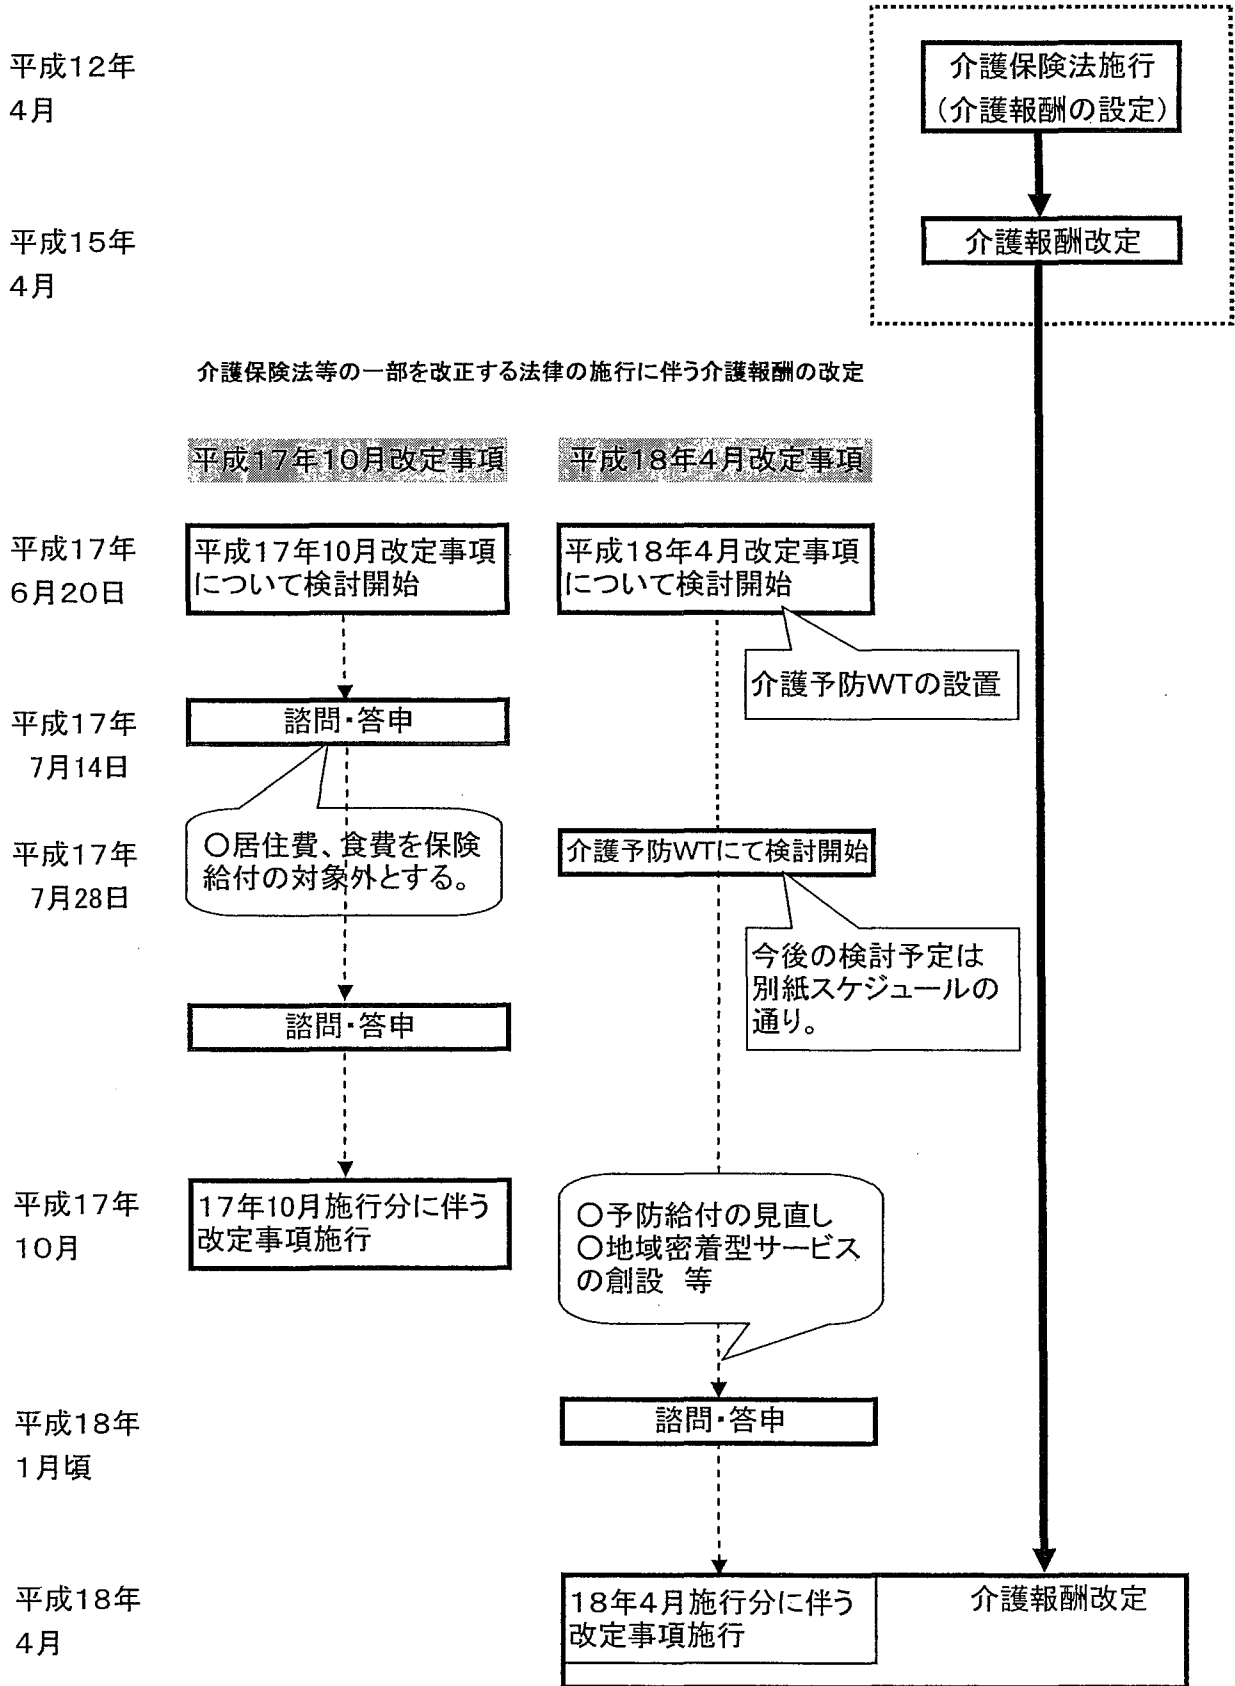 平成12年
4月
介護保険法施行
(介護報酬の設定)
平成15年
4月
介護報酬改定
介護保険法等の一部を改正する法律の施行に伴う介護報酬の改定
平成17年10月改定事項
平成18年4月改定事項
平成17年
6月20日
平成17年10月改定事項
について検討開始
平成18年4月改定事項
について検討開始
介護予防WTの設置
平成17年
7月14日
諮問・答申
○居住費、食費を保険
給付の対象外とする。
平成17年
7月28日
介護予防WTにて検討開始
今後の検討予定は
別紙スケジュールの
通り。
諮問・答申
平成17年
10月
17年10月施行分に伴う
改定事項施行
○予防給付の見直し
○地域密着型サービス
の創設 等
平成18年
1月頃
諮問・答申
平成18年
4月
18年4月施行分に伴う
改定事項施行
介護報酬改定